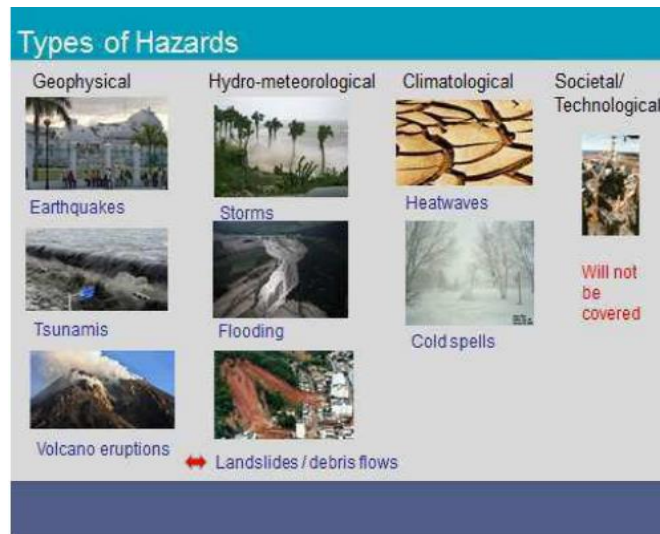 Types of Hazards
Geophysical
Hydro-meteorological
Climatological
Societal/
Technological
Earthquakes
Storms
Heatwaves
Will not
be
covered
Tsunamis
Flooding
Cold spells
Volcano eruptions
Landslides / debris flows